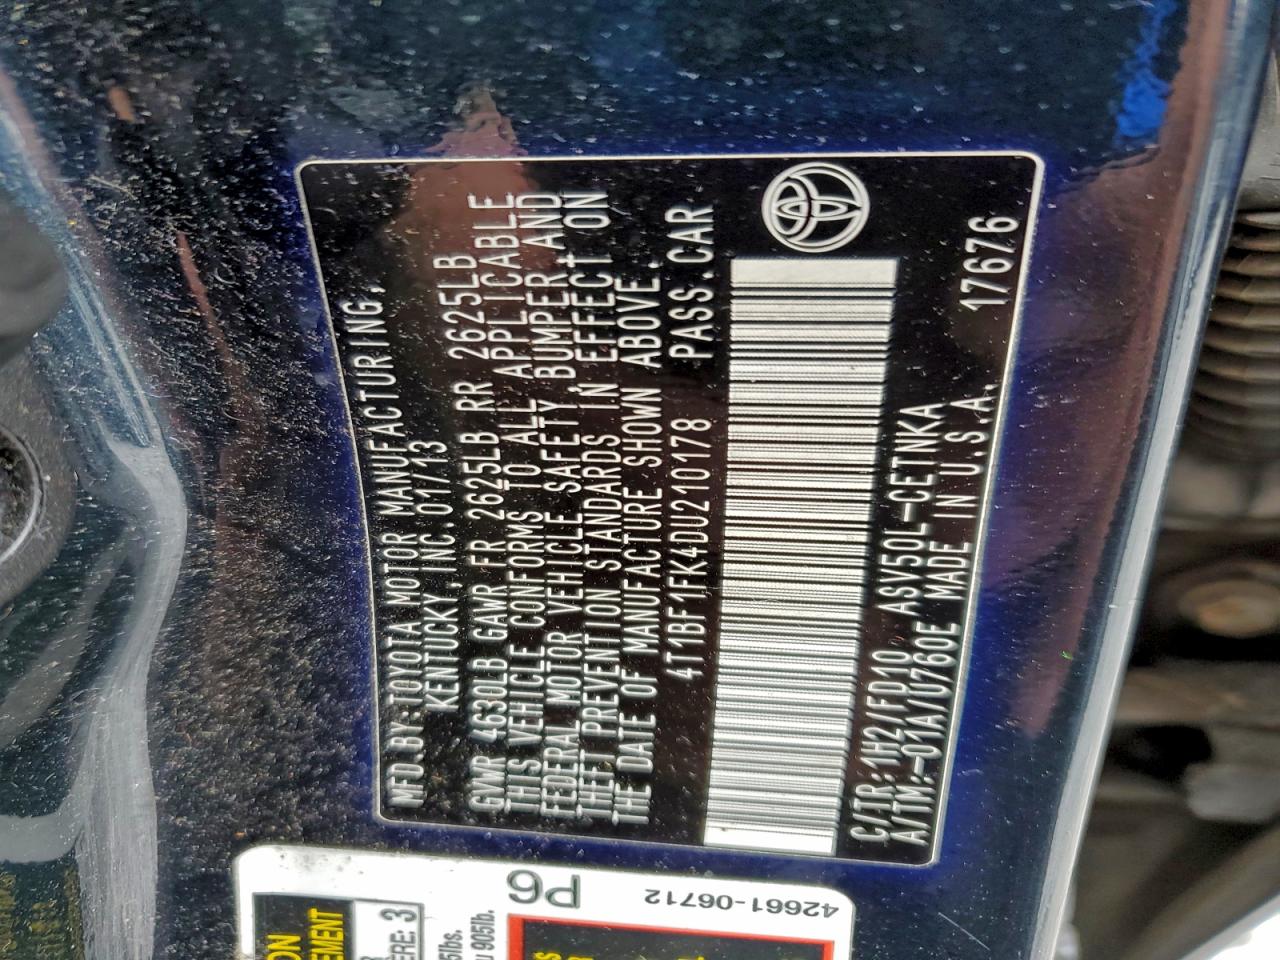 MFD.BY:TOYOTA MOTOR MANUFACTURING,
KENTUCKY,INC.01/13
GVWR 4630LB GAWR FR 2625LB RR 2625LB
THIS VEHICLE CONFORMS TO ALL APPLICABLE
FEDERAL MOTOR VEHICLE SAFETY BUMPER, AND
THEFT PREVENTION STANDARDS IN EFFECT ON
THE DATE OF MANUFACTURE SHOWN ABOVE.
4T1BF1FK4DU210178 PASS.CAR
C/TR:1H2/FD10 ASV50L-CETNKA
A/TM:-01A/U760E MADE IN U.S.A.
17676
P6
42661-06712